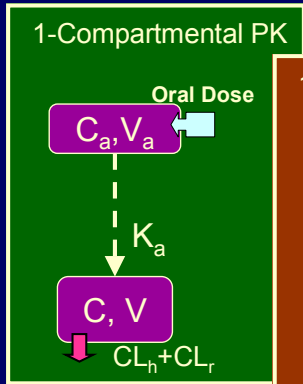 1-Compartmental PK
Oral Dose
Cₐ,Vₐ
Kₐ
C, V
CLₕ+CLᵣ